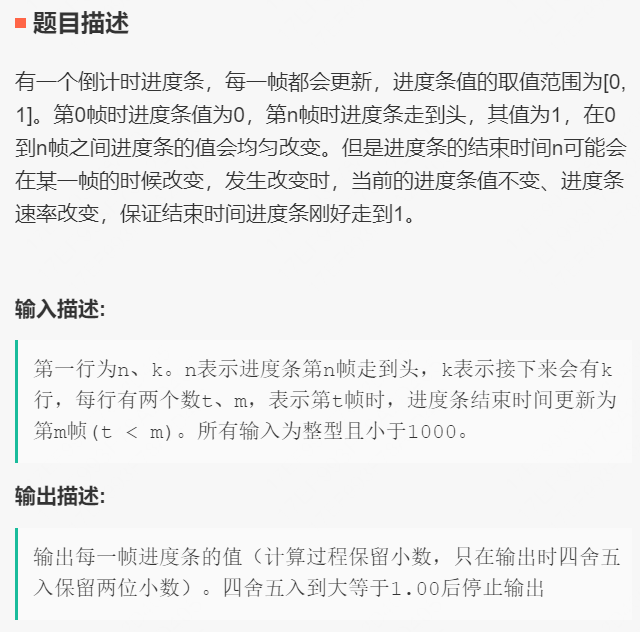 题目描述
有一个倒计时进度条，每一帧都会更新，进度条值的取值范围为[0,
1]。第0帧时进度条值为0，第n帧时进度条走到头，其值为1，在0
到n帧之间进度条的值会均匀改变。但是进度条的结束时间n可能会
在某一帧的时候改变，发生改变时，当前的进度条值不变、进度条
速率改变，保证结束时间进度条刚好走到1。
输入描述:
第一行为n、k。n表示进度条第n帧走到头，k表示接下来会有k
行，每行有两个数t、m，表示第t帧时，进度条结束时间更新为
第m帧(t < m)。所有输入为整型且小于1000。
输出描述:
输出每一帧进度条的值（计算过程保留小数，只在输出时四舍五
入保留两位小数）。四舍五入到大等于1.00后停止输出